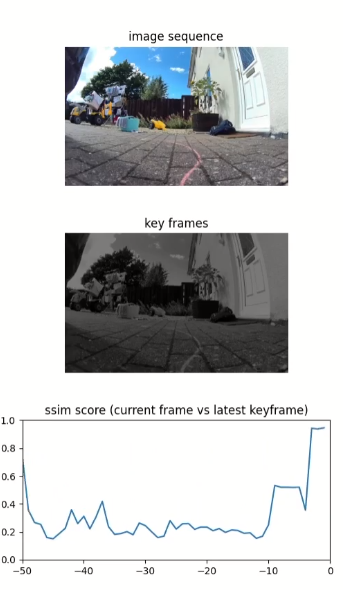 image sequence
key frames
ssim score (current frame vs latest keyframe)
1.0
0.8
0.6
0.4
0.2
0.0
−50 −40 −30 −20 −10 0